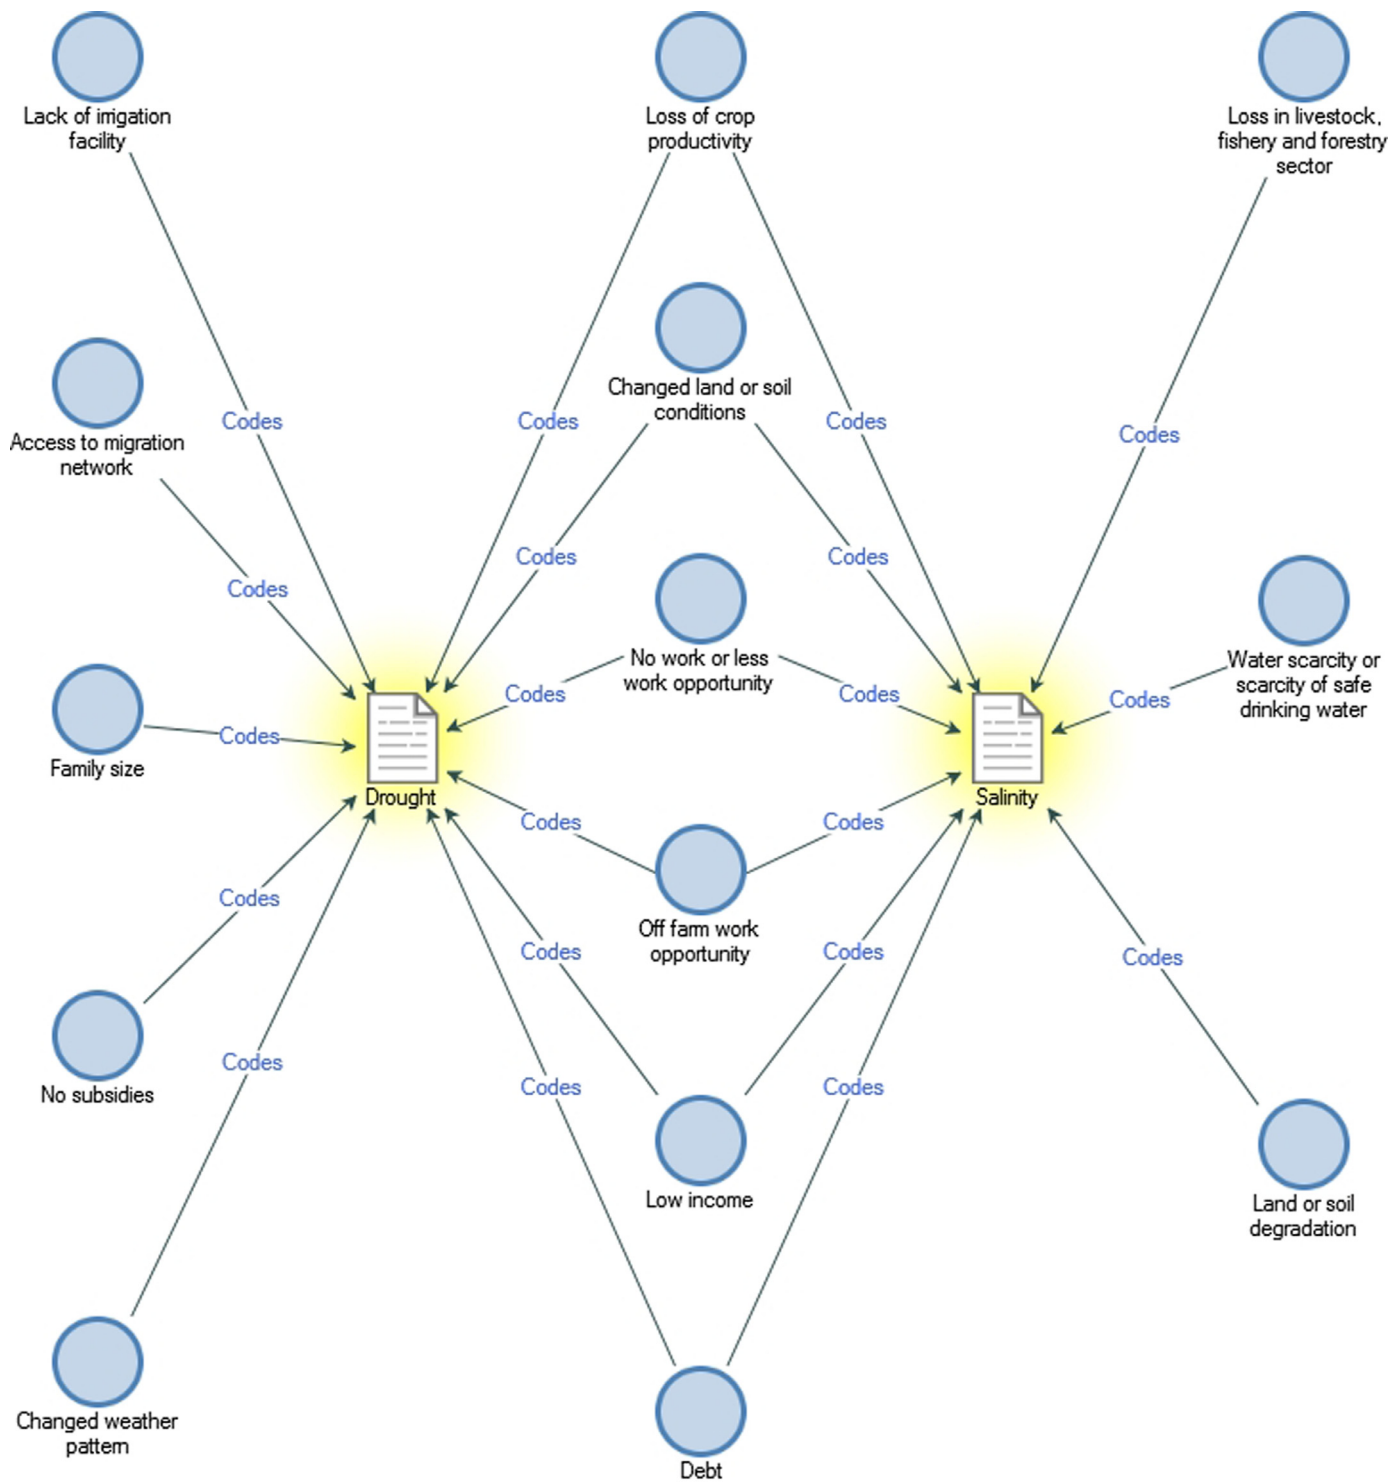 Lack of irrigation
facility
Loss of crop
productivity
Loss in livestock,
fishery and forestry
sector
Changed land or soil
conditions
Codes
Codes
Codes
Codes
Access to migration
network
Codes
Codes
Codes
No work or less
work opportunity
Water scarcity or
scarcity of safe
drinking water
Codes
Codes
Codes
Codes
Family size
Drought
Salinity
Codes
Codes
Codes
Off farm work
opportunity
Codes
Codes
Codes
Codes
No subsidies
Codes
Codes
Low income
Land or soil
degradation
Changed weather
pattern
Debt